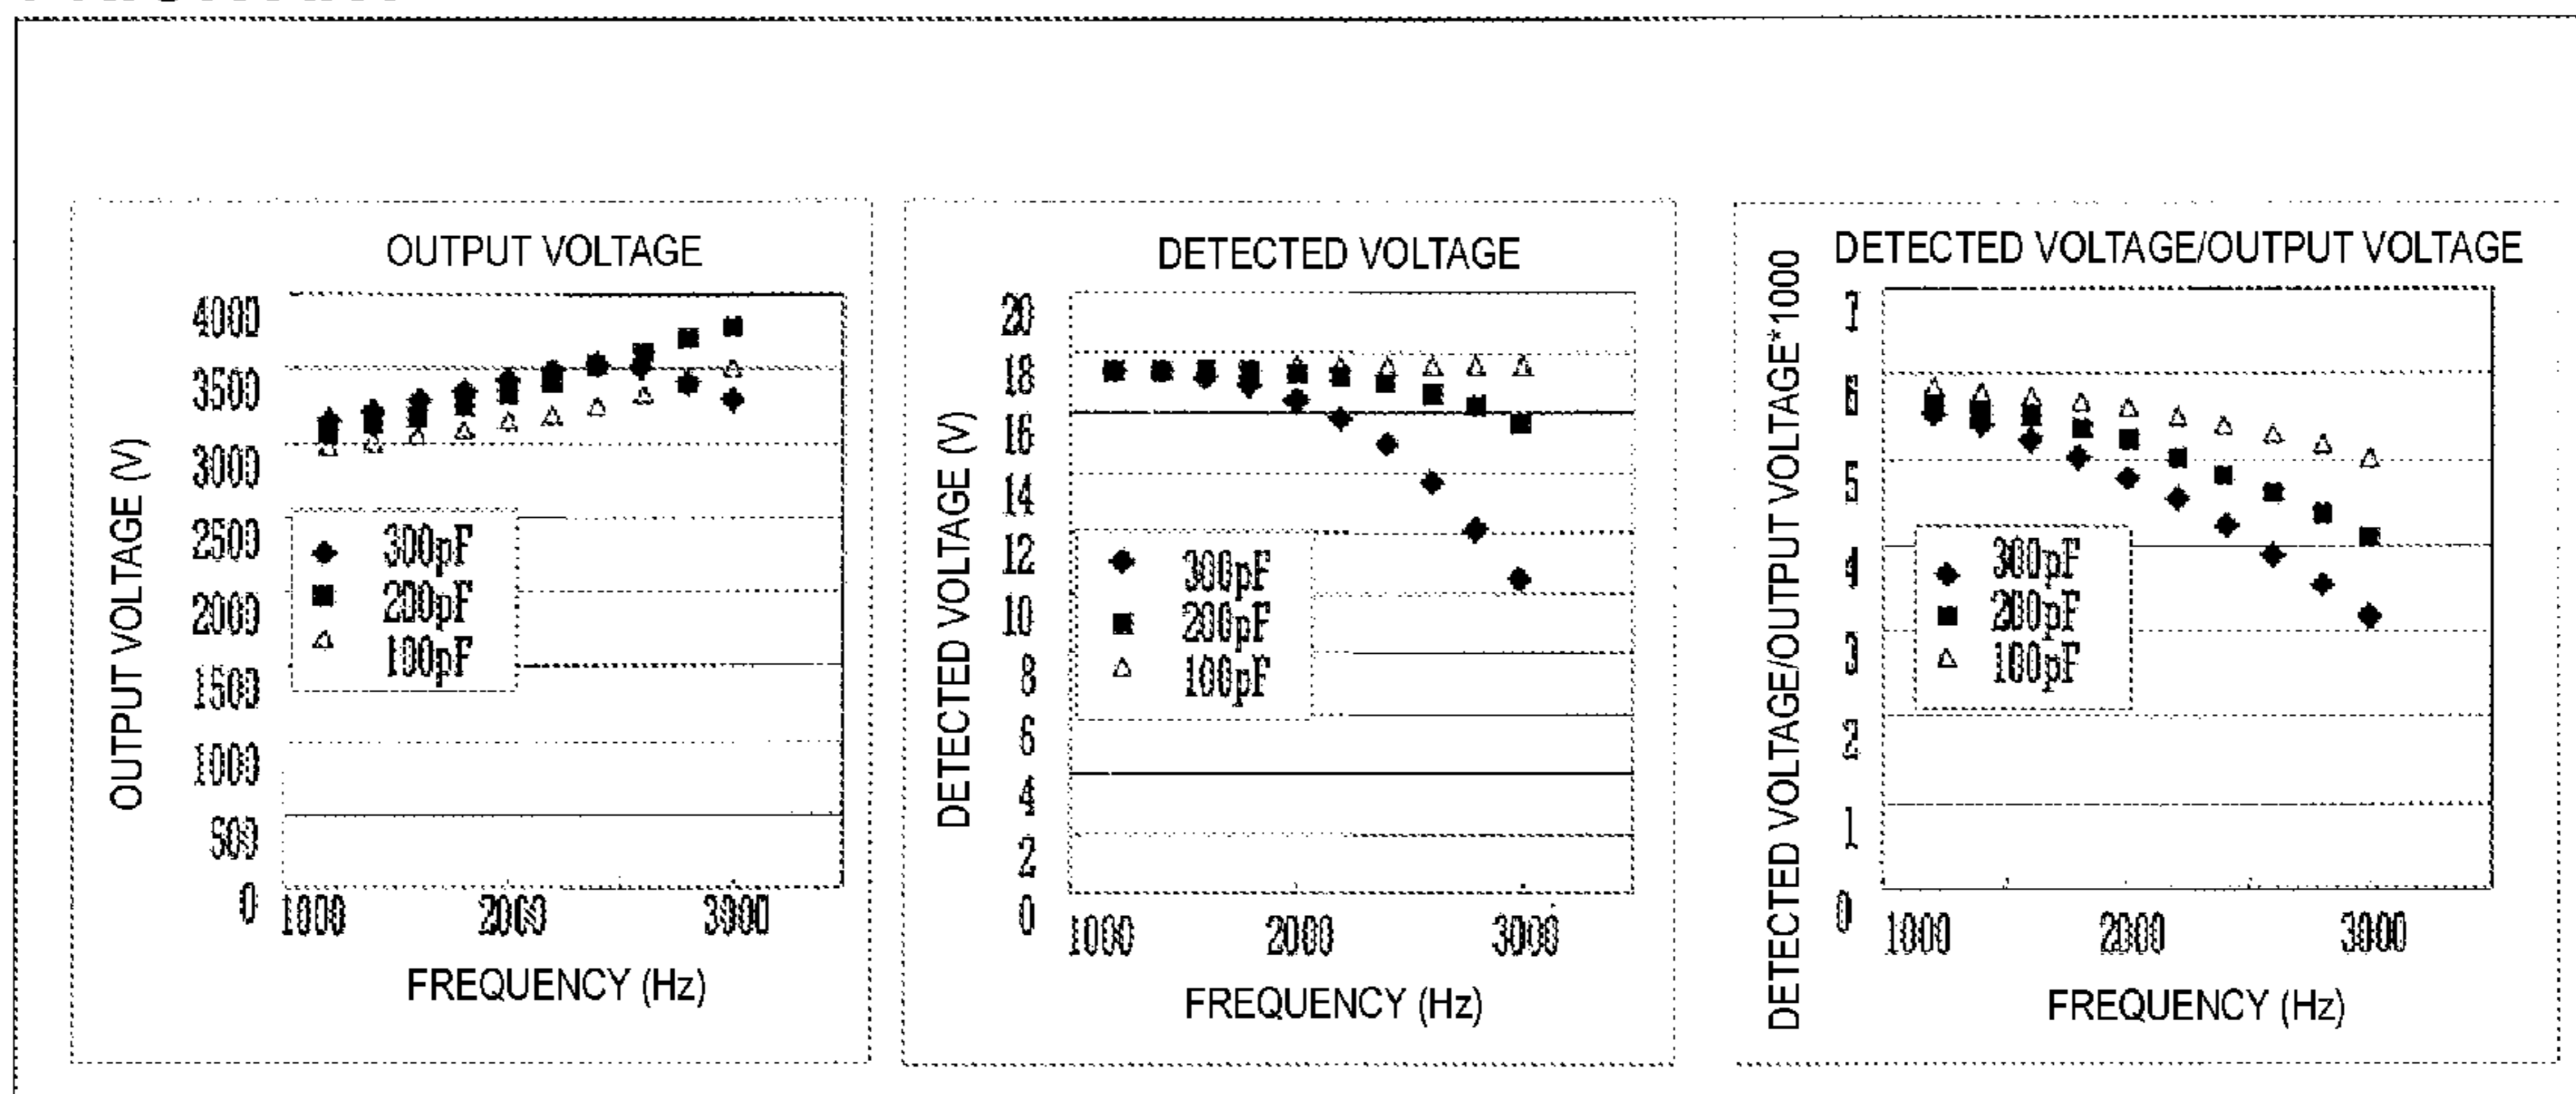 OUTPUT VOLTAGE
OUTPUT VOLTAGE (V)
4000
3500
3000
2500
2000
1500
1000
500
0
300pF
200pF
100pF
1000 2000 3000
FREQUENCY (Hz)
DETECTED VOLTAGE
DETECTED VOLTAGE (V)
20
18
16
14
12
10
8
6
4
2
0
300pF
200pF
100pF
1000 2000 3000
FREQUENCY (Hz)
DETECTED VOLTAGE/OUTPUT VOLTAGE
DETECTED VOLTAGE/OUTPUT VOLTAGE*1000
7
6
5
4
3
2
1
0
300pF
200pF
100pF
1000 2000 3000
FREQUENCY (Hz)